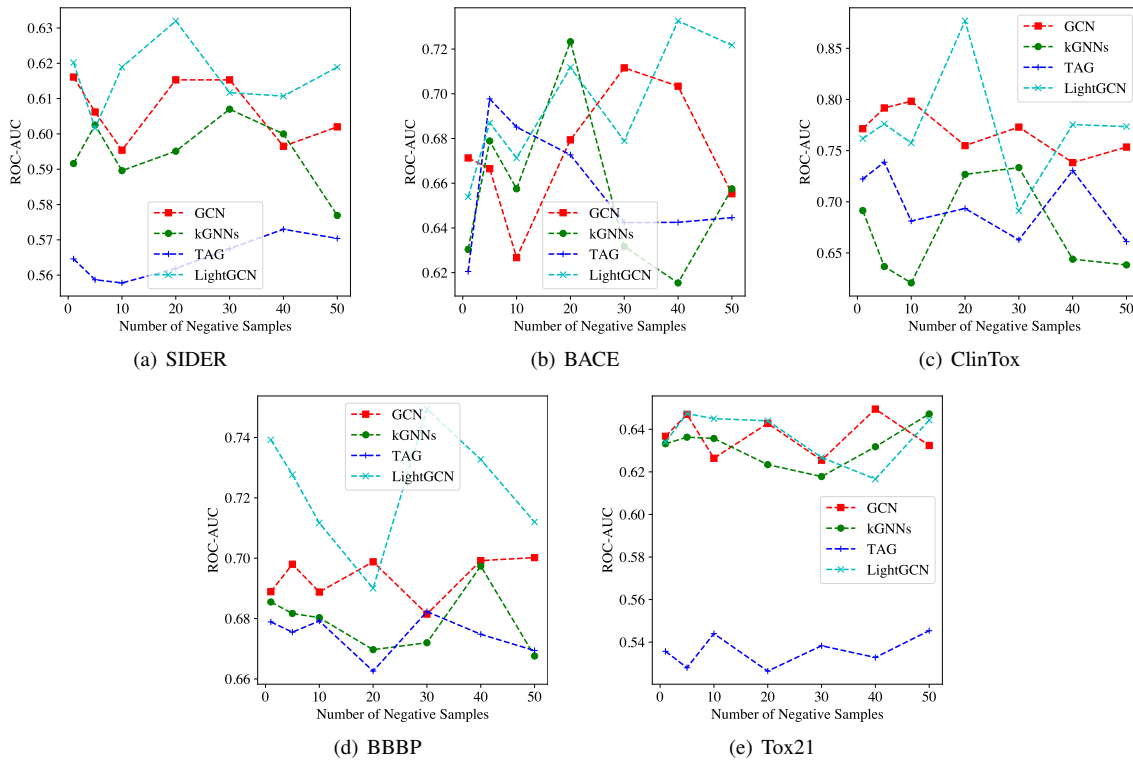 0.63
0.62
0.61
0.60
0.59
0.58
0.57
0.56
ROC-AUC
GCN
kGNNs
TAG
LightGCN
0 10 20 30 40 50
Number of Negative Samples
(a) SIDER
0.72
0.70
0.68
0.66
0.64
0.62
ROC-AUC
GCN
kGNNs
TAG
LightGCN
0 10 20 30 40 50
Number of Negative Samples
(b) BACE
0.85
0.80
0.75
0.70
0.65
ROC-AUC
GCN
kGNNs
TAG
LightGCN
0 10 20 30 40 50
Number of Negative Samples
(c) ClinTox
0.74
0.72
0.70
0.68
0.66
ROC-AUC
GCN
kGNNs
TAG
LightGCN
0 10 20 30 40 50
Number of Negative Samples
(d) BBBP
0.64
0.62
0.60
0.58
0.56
0.54
ROC-AUC
GCN
kGNNs
TAG
LightGCN
0 10 20 30 40 50
Number of Negative Samples
(e) Tox21